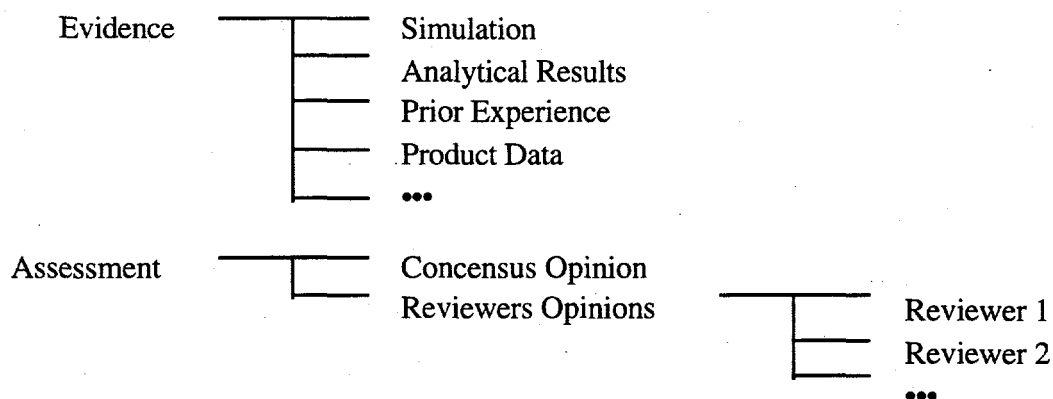 Evidence Simulation
Analytical Results
Prior Experience
Product Data
•••
Assessment Concensus Opinion
Reviewers Opinions Reviewer 1
Reviewer 2
•••